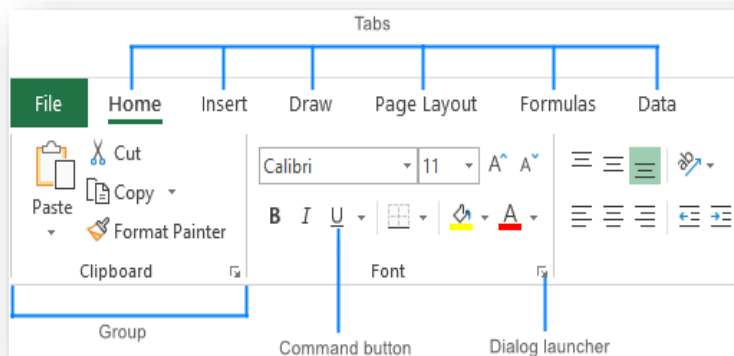 Tabs
File Home Insert Draw Page Layout Formulas Data
Cut
Calibri 11 A A
Copy
Paste
B I U A
Format Painter
Clipboard Font
Group
Command button Dialog launcher